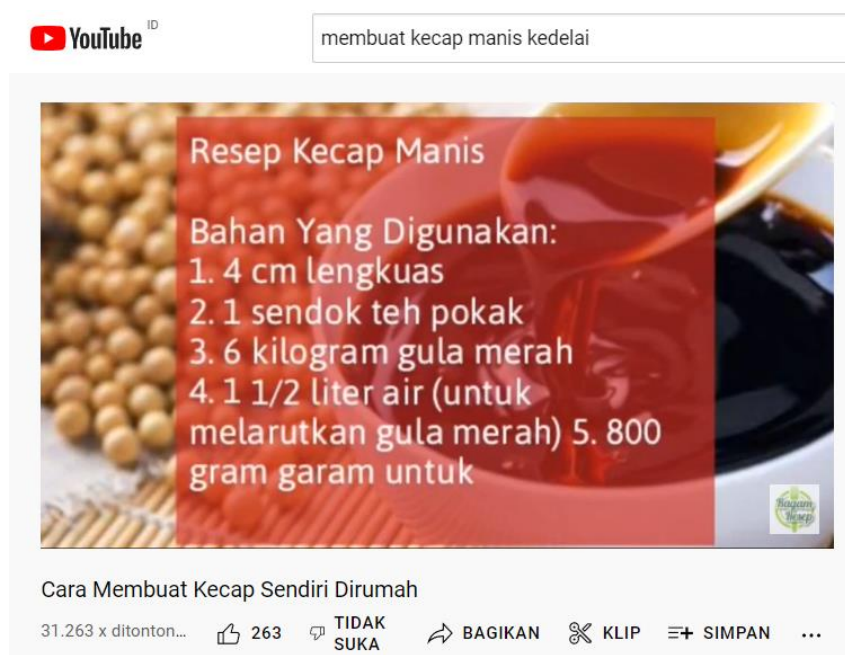 YouTube ID
membuat kecap manis kedelai
Resep Kecap Manis
Bahan Yang Digunakan:
1. 4 cm lengkuas
2. 1 sendok teh pokak
3. 6 kilogram gula merah
4. 1 1/2 liter air (untuk
melarutkan gula merah) 5. 800
gram garam untuk
Ragam
Resep
Cara Membuat Kecap Sendiri Dirumah
31.263 x ditonton... 263 TIDAK SUKA BAGIKAN KLIP SIMPAN ...